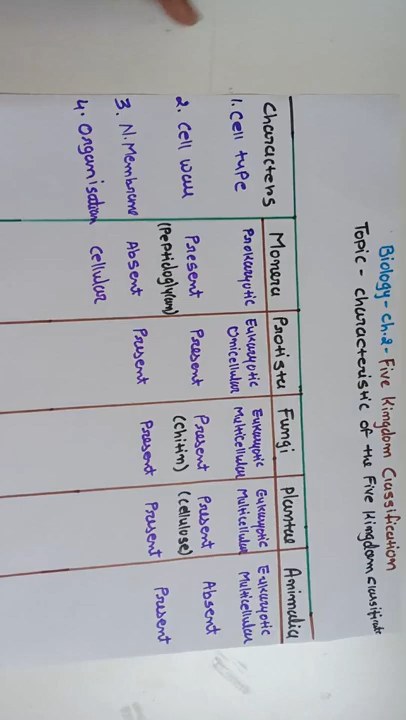 Biology - Ch.2 - Five Kingdom Classification
Topic - characteristic of the Five Kingdom Classificati
Characters Monera Protista Fungi Plantae Animalia
1. Cell type Prokaryotic Eukaryotic Eukaryotic Eukaryotic Eukaryotic
Unicellular Multicellular Multicellular Multicellular
2. Cell wall Present Present Present Present Absent
(Peptidoglycan) (Chitin) (Cellulose)
3. N. Membrane Absent Present Present Present Present
4. Organisation Cellular